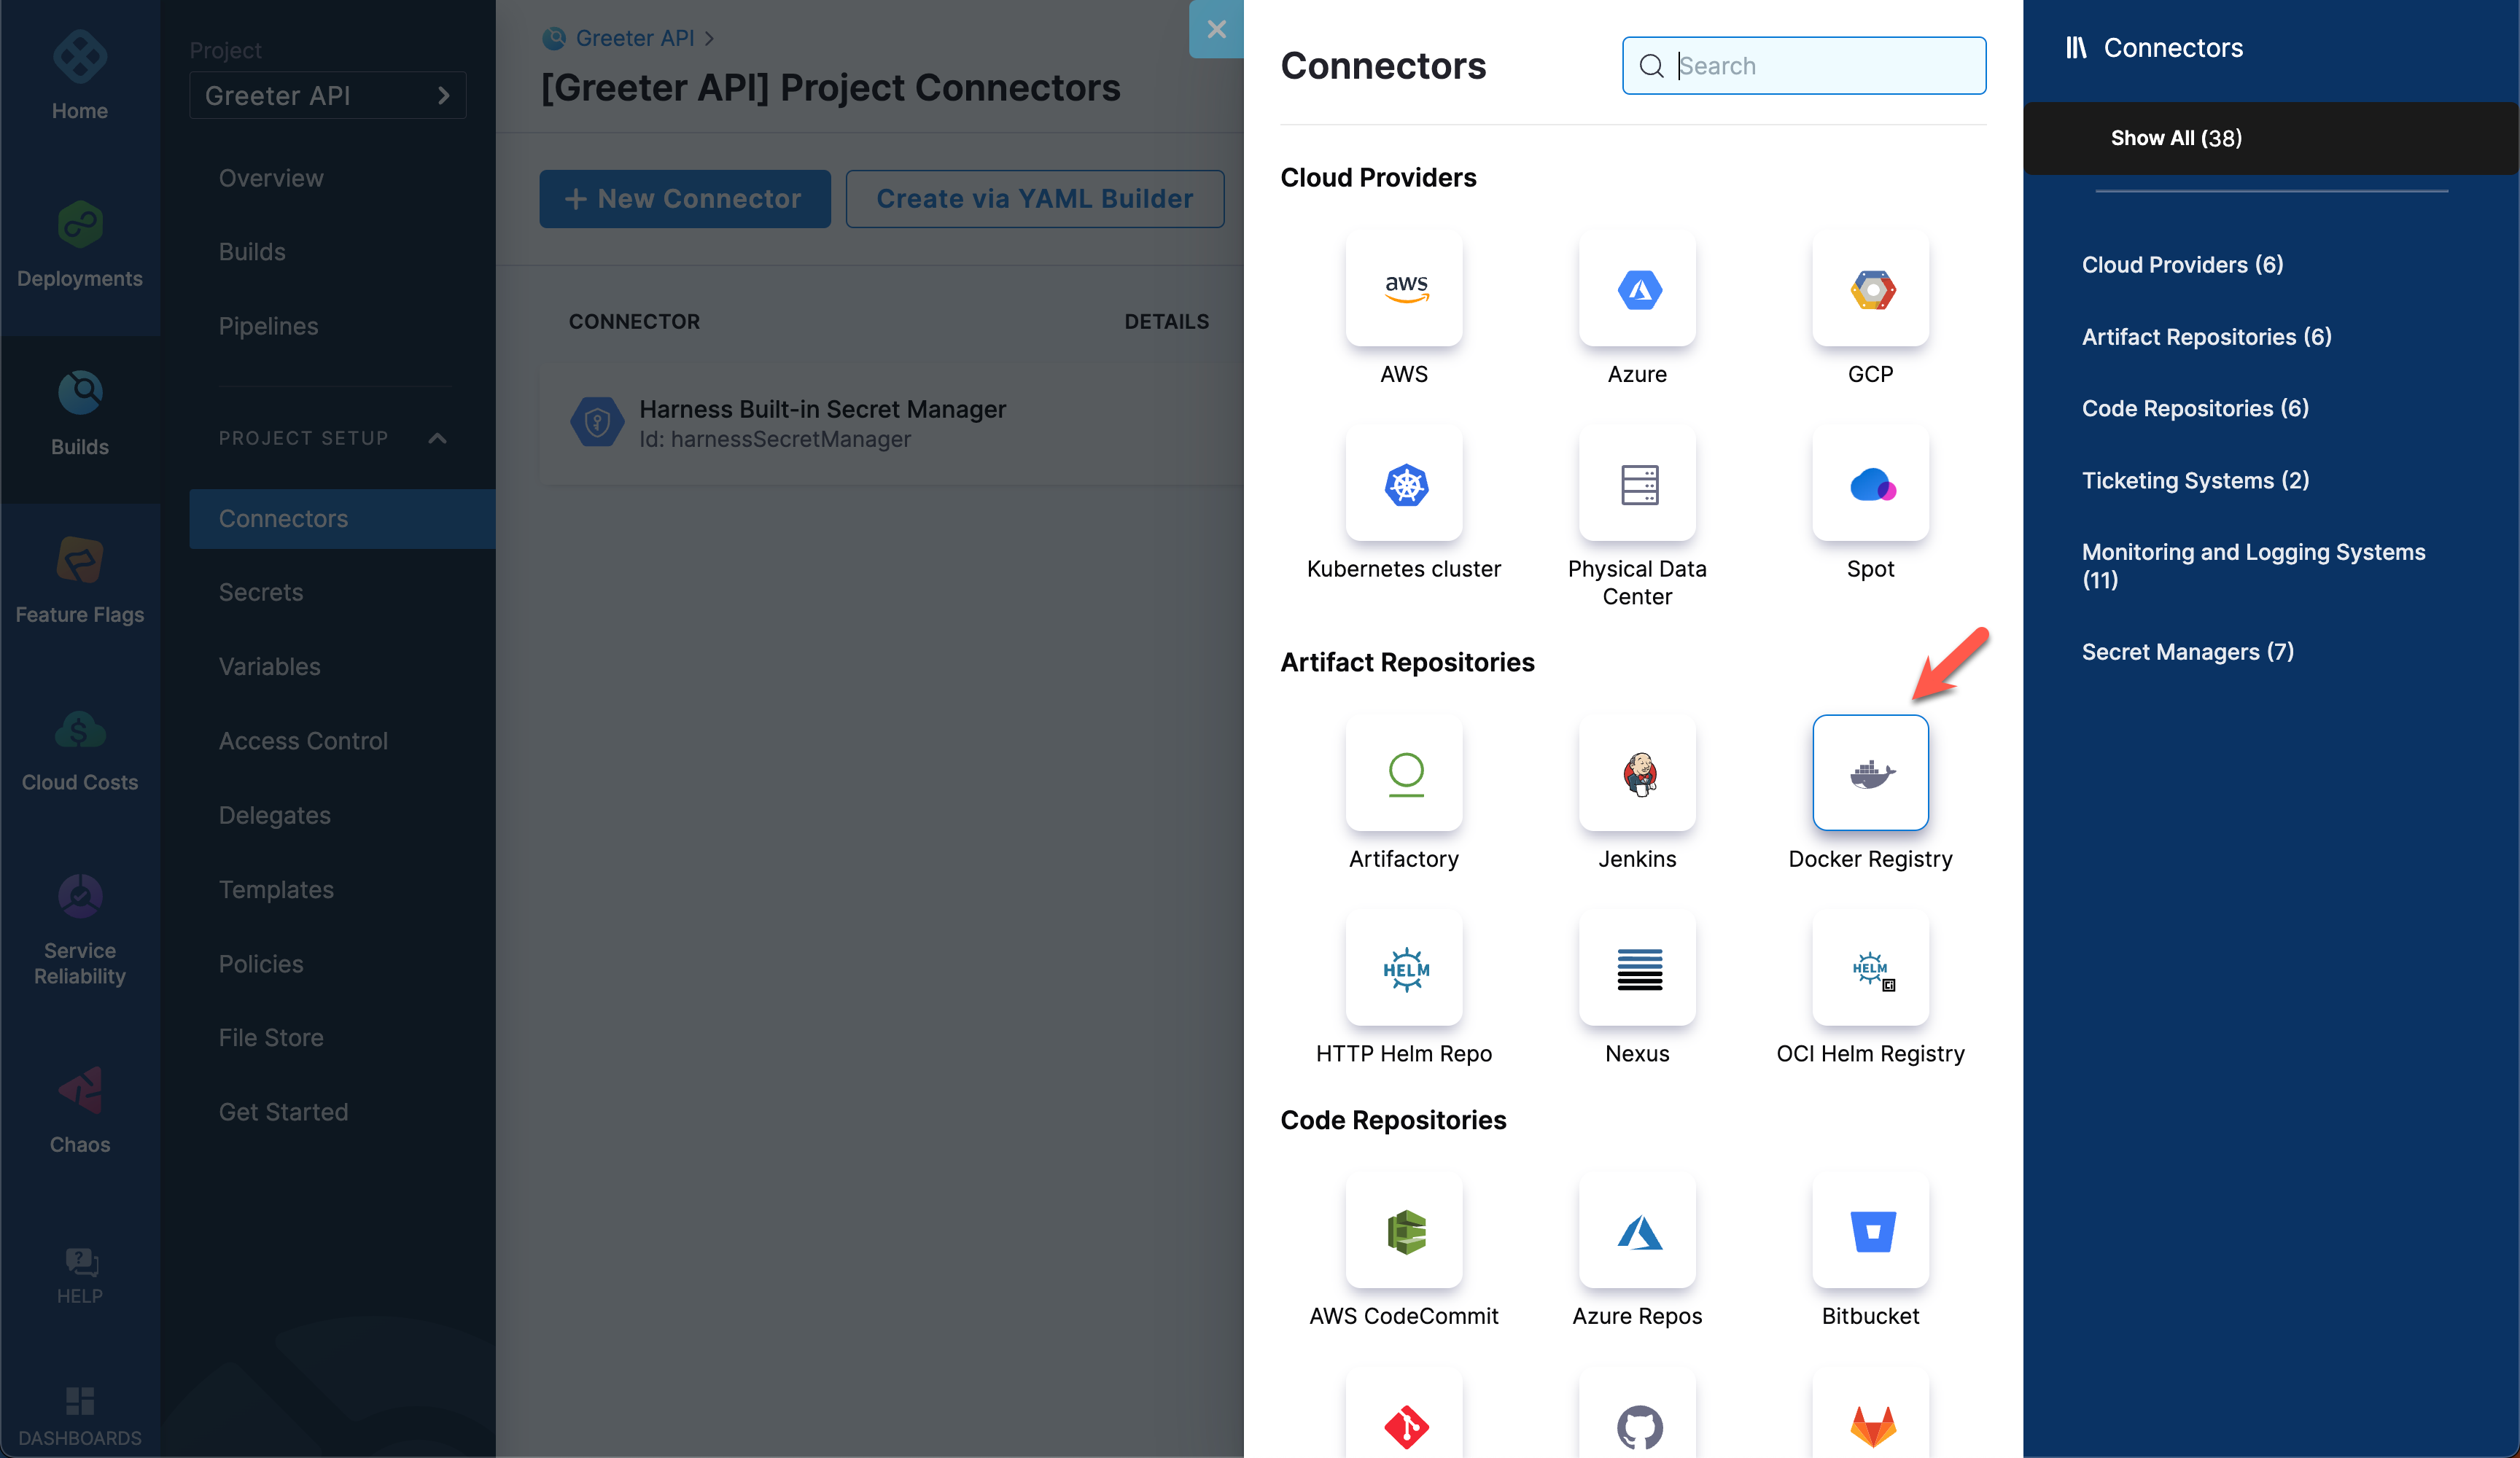 Home
Deployments
Builds
Feature Flags
Cloud Costs
Service
Reliability
Chaos
HELP
DASHBOARDS
Project
Greeter API
Overview
Builds
Pipelines
PROJECT SETUP
Connectors
Secrets
Variables
Access Control
Delegates
Templates
Policies
File Store
Get Started
Greeter API
[Greeter API] Project Connectors
+ New Connector
Create via YAML Builder
CONNECTOR
DETAILS
Harness Built-in Secret Manager
Id: harnessSecretManager
Connectors
Search
Cloud Providers
aws
AWS
Azure
GCP
Kubernetes cluster
Physical Data
Center
Spot
Artifact Repositories
Artifactory
Jenkins
Docker Registry
HELM
HTTP Helm Repo
Nexus
HELM
OCI Helm Registry
Code Repositories
AWS CodeCommit
Azure Repos
Bitbucket
Connectors
Show All (38)
Cloud Providers (6)
Artifact Repositories (6)
Code Repositories (6)
Ticketing Systems (2)
Monitoring and Logging Systems
(11)
Secret Managers (7)